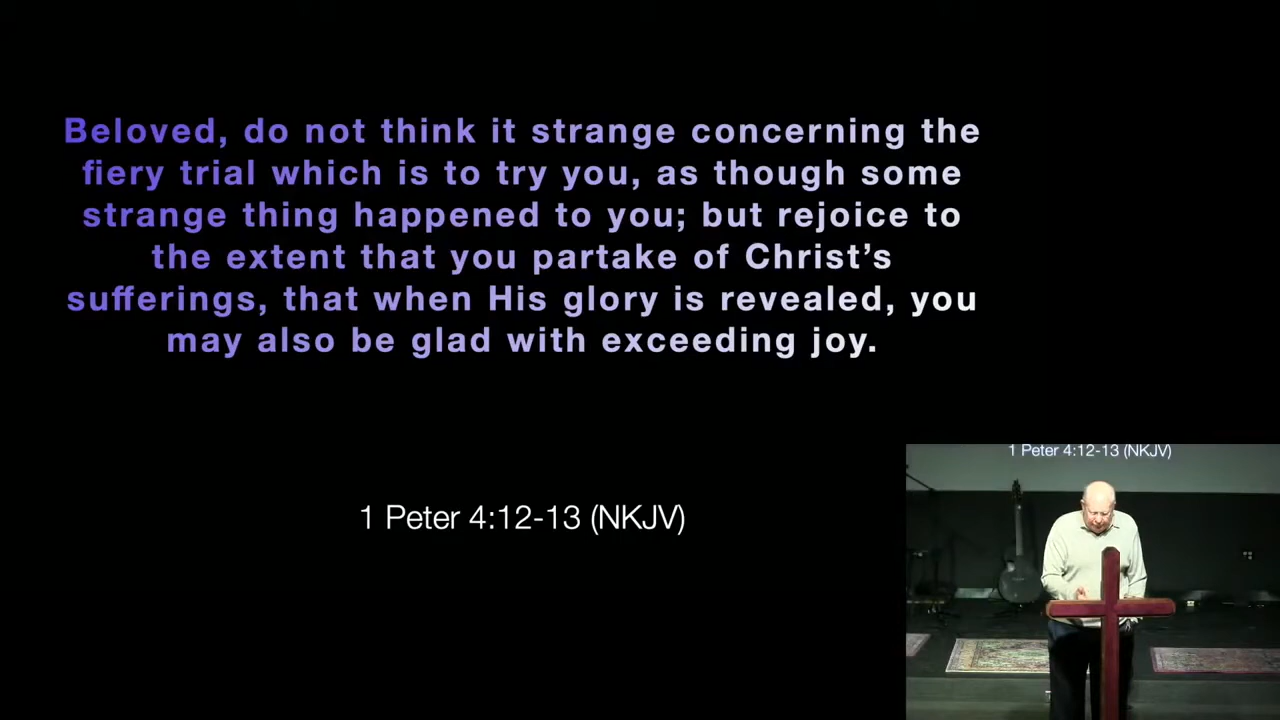 Beloved, do not think it strange concerning the
fiery trial which is to try you, as though some
strange thing happened to you; but rejoice to
the extent that you partake of Christ’s
sufferings, that when His glory is revealed, you
may also be glad with exceeding joy.
1 Peter 4:12-13 (NKJV)
1 Peter 4:12-13 (NKJV)